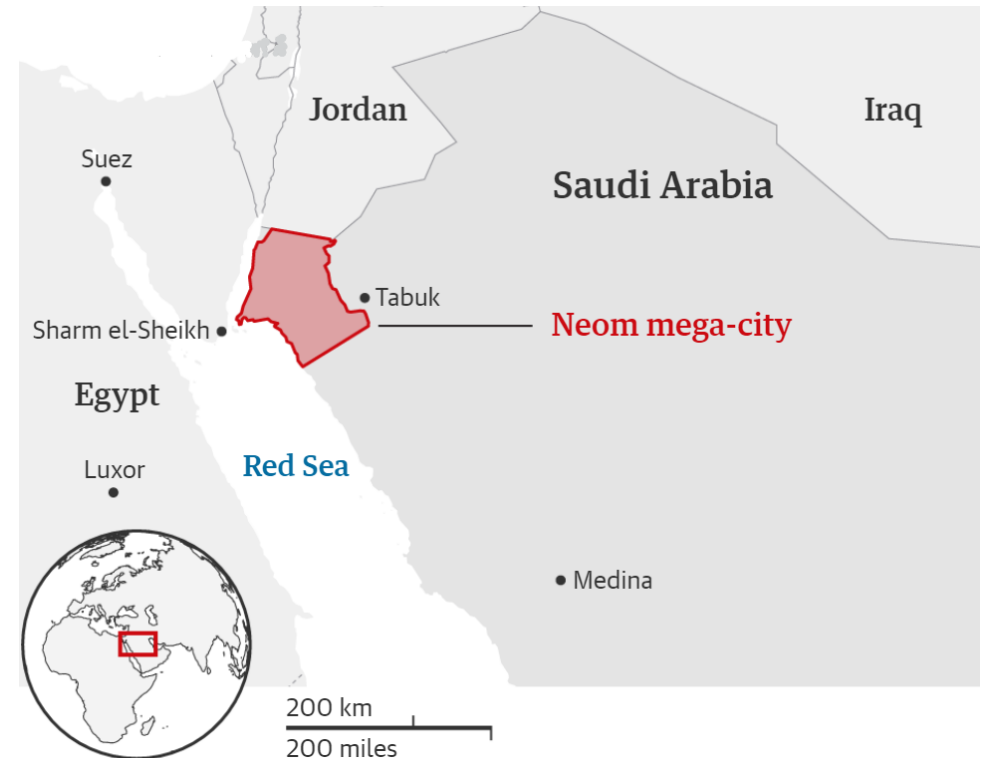 Jordan
Iraq
Suez
Saudi Arabia
Tabuk
Sharm el-Sheikh
Neom mega-city
Egypt
Luxor
Red Sea
Medina
200 km
200 miles